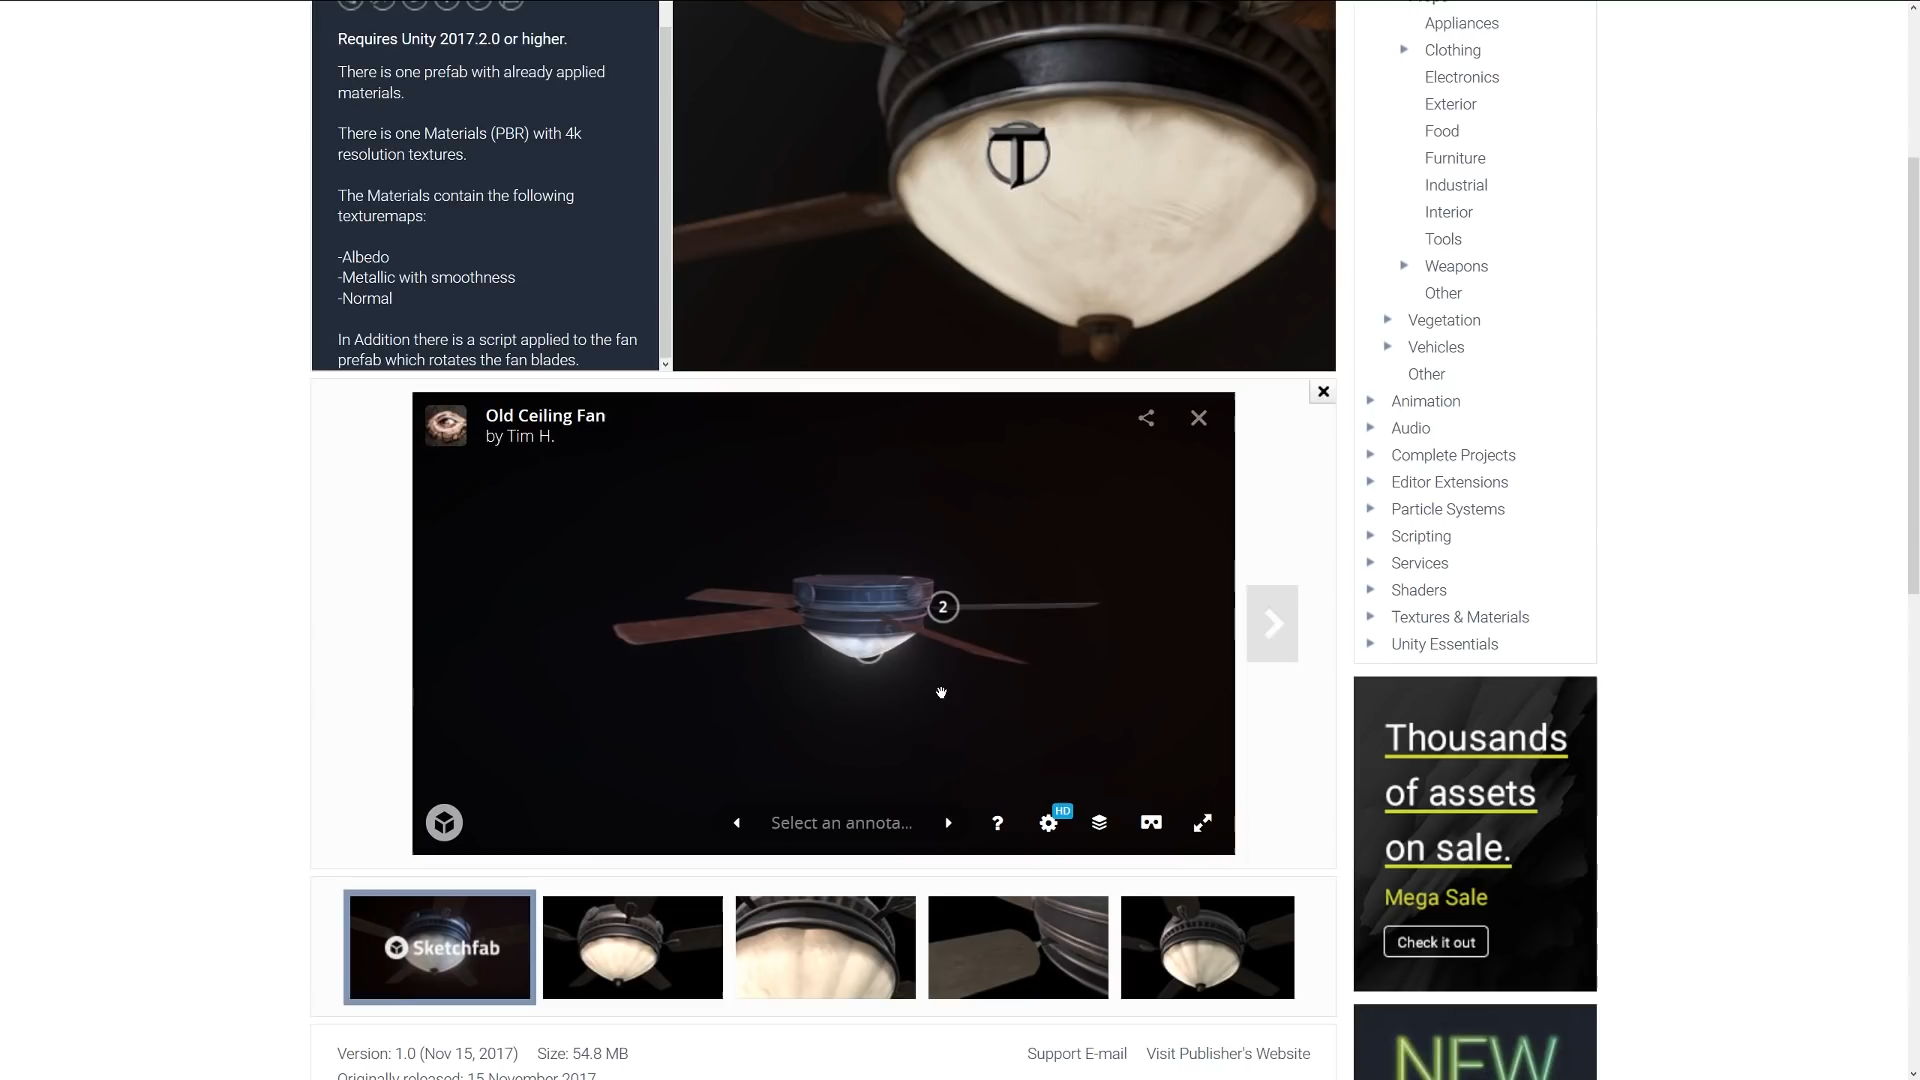 Requires Unity 2017.2.0 or higher.
There is one prefab with already applied
materials.
There is one Materials (PBR) with 4k
resolution textures.
The Materials contain the following
texturemaps:
-Albedo
-Metallic with smoothness
-Normal
In Addition there is a script applied to the fan
prefab which rotates the fan blades.
T
Old Ceiling Fan
by Tim H.
2
Select an annota...
?
HD
Sketchfab
Version: 1.0 (Nov 15, 2017) Size: 54.8 MB
Support E-mail Visit Publisher's Website
Originally released: 15 November 2017
Appliances
Clothing
Electronics
Exterior
Food
Furniture
Industrial
Interior
Tools
Weapons
Other
Vegetation
Vehicles
Other
Animation
Audio
Complete Projects
Editor Extensions
Particle Systems
Scripting
Services
Shaders
Textures & Materials
Unity Essentials
Thousands
of assets
on sale.
Mega Sale
Check it out
NEW